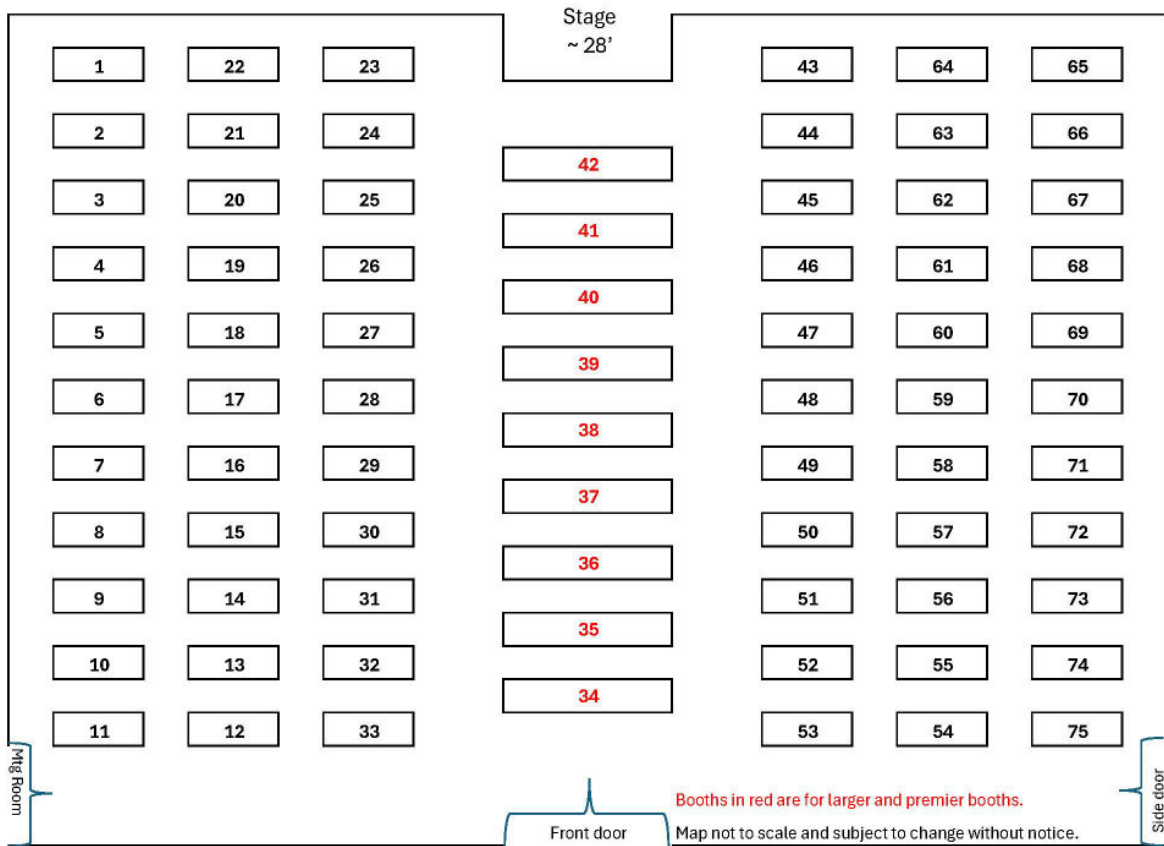 Stage
~ 28’
1 22 23 43 64 65
2 21 24 44 63 66
42
3 20 25 45 62 67
41
4 19 26 46 61 68
40
5 18 27 47 60 69
39
6 17 28 48 59 70
38
7 16 29 49 58 71
37
8 15 30 50 57 72
36
9 14 31 51 56 73
35
10 13 32 52 55 74
34
11 12 33 53 54 75
Mtg Room
Side door
Booths in red are for larger and premier booths.
Front door
Map not to scale and subject to change without notice.